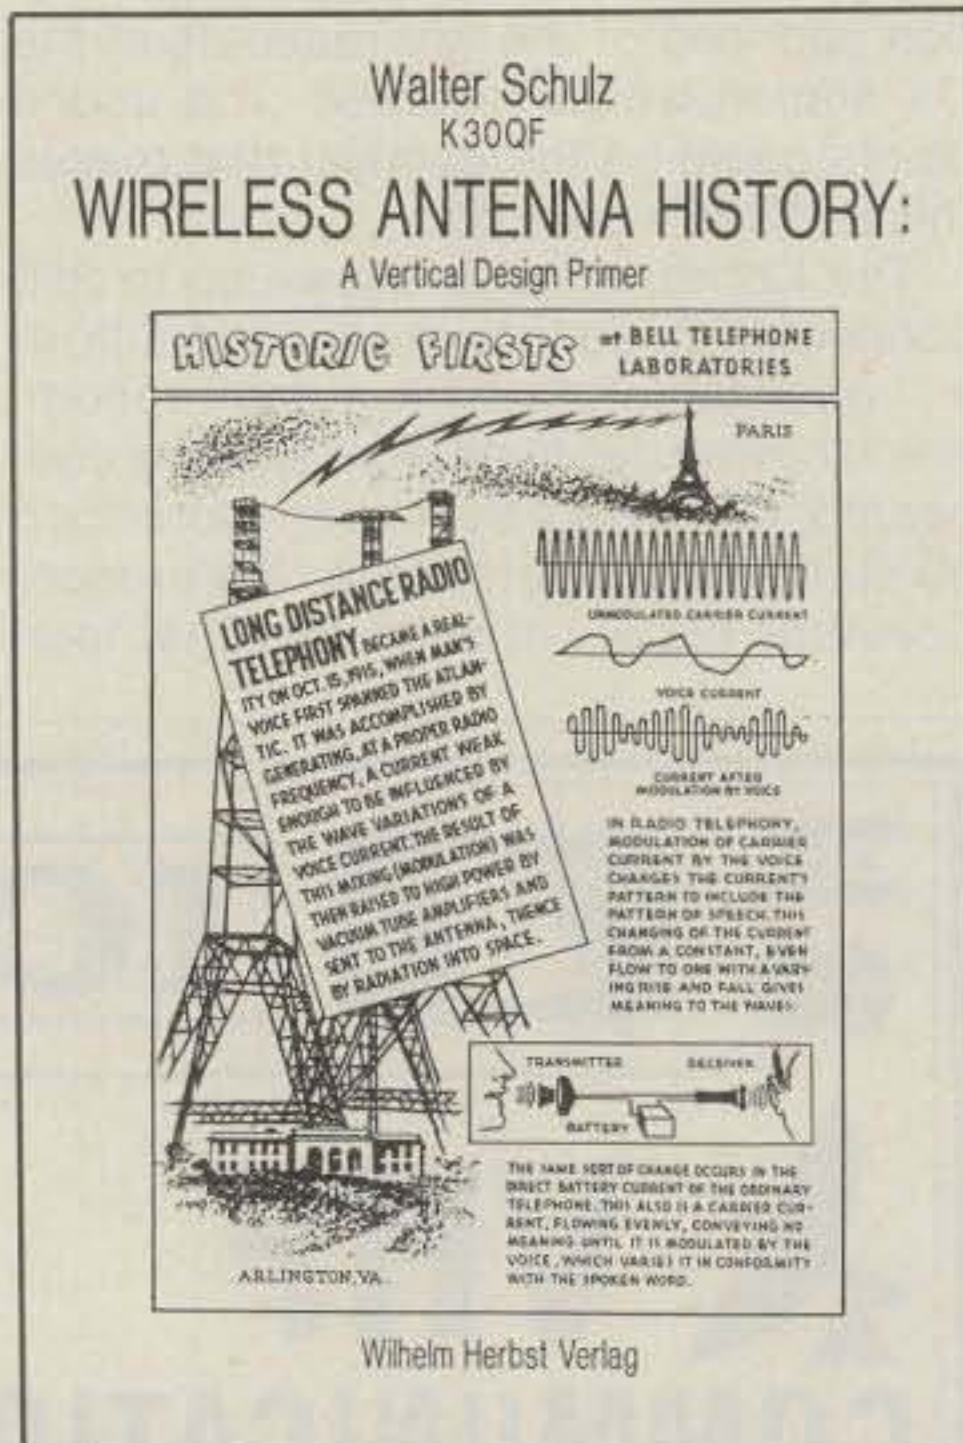 Walter Schulz
K3OQF
WIRELESS ANTENNA HISTORY:
A Vertical Design Primer
HISTORIC FIRSTS at BELL TELEPHONE
LABORATORIES
PARIS
UNMODULATED CARRIER CURRENT
VOICE CURRENT
CURRENT AFTER
MODULATION BY VOICE
LONG DISTANCE RADIO
TELEPHONY BECAME A REAL-
ITY ON OCT. 15, 1915, WHEN MAN'S
VOICE FIRST SPANNED THE ATLAN-
TIC. IT WAS ACCOMPLISHED BY
GENERATING, AT A PROPER RADIO
FREQUENCY, A CURRENT WEAK
ENOUGH TO BE INFLUENCED BY
THE WAVE VARIATIONS OF A
VOICE CURRENT. THE RESULT OF
THIS MIXING (MODULATION) WAS
THEN RAISED TO HIGH POWER BY
VACUUM TUBE AMPLIFIERS AND
SENT TO THE ANTENNA, THENCE
BY RADIATION INTO SPACE.
IN RADIO TELEPHONY,
MODULATION OF CARRIER
CURRENT BY THE VOICE
CHANGES THE CURRENT'S
PATTERN TO INCLUDE THE
PATTERN OF SPEECH. THIS
CHANGING OF THE CURRENT
FROM A CONSTANT, EVEN
FLOW TO ONE WITH A VARY-
ING RISE AND FALL GIVES
MEANING TO THE WAVES.
TRANSMITTER RECEIVER
BATTERY
THE SAME SORT OF CHANGE OCCURS IN THE
DIRECT BATTERY CURRENT OF THE ORDINARY
TELEPHONE. THIS ALSO IS A CARRIER CUR-
RENT, FLOWING EVENLY, CONVEYING NO
MEANING UNTIL IT IS MODULATED BY THE
VOICE, WHICH VARIES IT IN CONFORMITY
WITH THE SPOKEN WORD.
ARLINGTON, VA.
Wilhelm Herbst Verlag